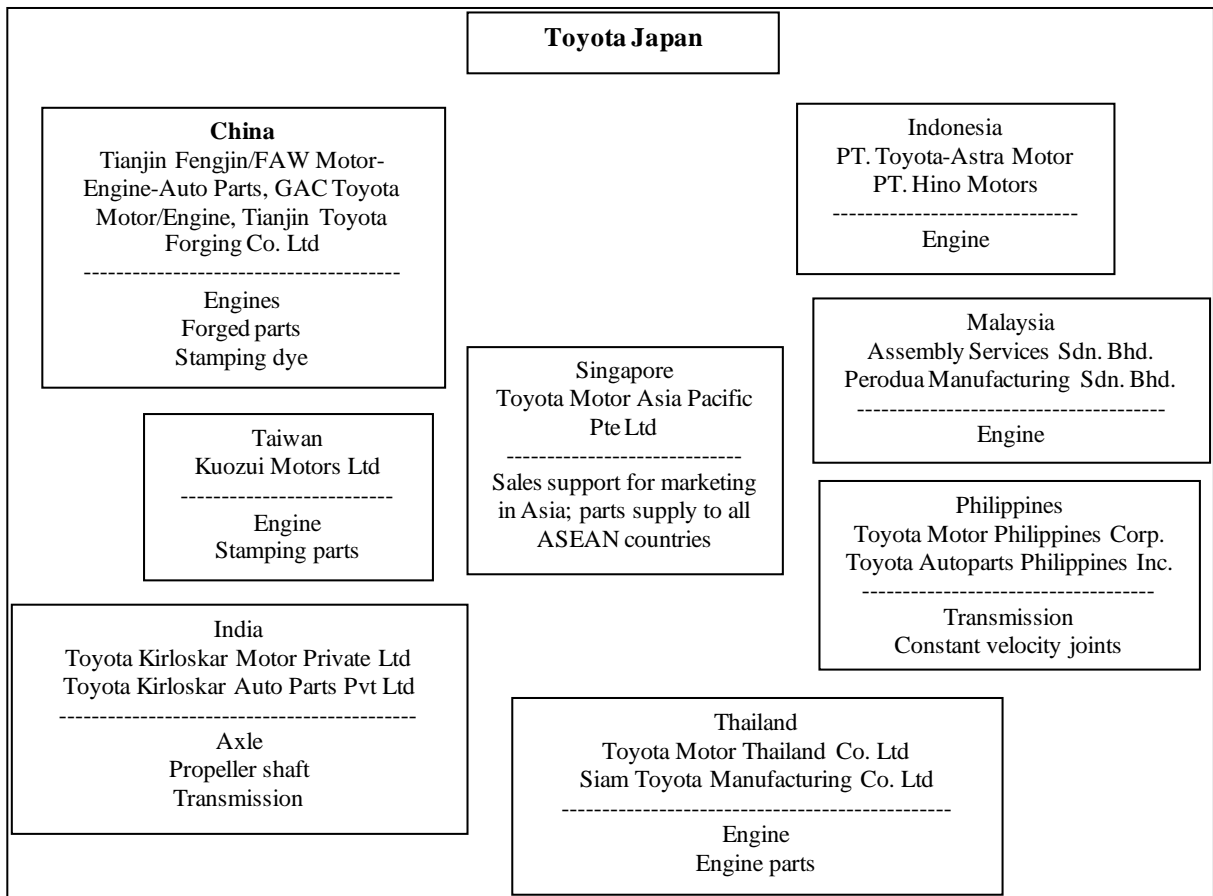 Toyota Japan
China
Tianjin Fengjin/FAW Motor-
Engine-Auto Parts, GAC Toyota
Motor/Engine, Tianjin Toyota
Forging Co. Ltd
---------------------------------------
Engines
Forged parts
Stamping dye
Indonesia
PT. Toyota-Astra Motor
PT. Hino Motors
------------------------------
Engine
Malaysia
Assembly Services Sdn. Bhd.
Perodua Manufacturing Sdn. Bhd.
--------------------------------------
Engine
Singapore
Toyota Motor Asia Pacific
Pte Ltd
-----------------------------
Sales support for marketing
in Asia; parts supply to all
ASEAN countries
Taiwan
Kuozui Motors Ltd
--------------------------
Engine
Stamping parts
Philippines
Toyota Motor Philippines Corp.
Toyota Autoparts Philippines Inc.
------------------------------------
Transmission
Constant velocity joints
India
Toyota Kirloskar Motor Private Ltd
Toyota Kirloskar Auto Parts Pvt Ltd
--------------------------------------------
Axle
Propeller shaft
Transmission
Thailand
Toyota Motor Thailand Co. Ltd
Siam Toyota Manufacturing Co. Ltd
------------------------------------------------
Engine
Engine parts